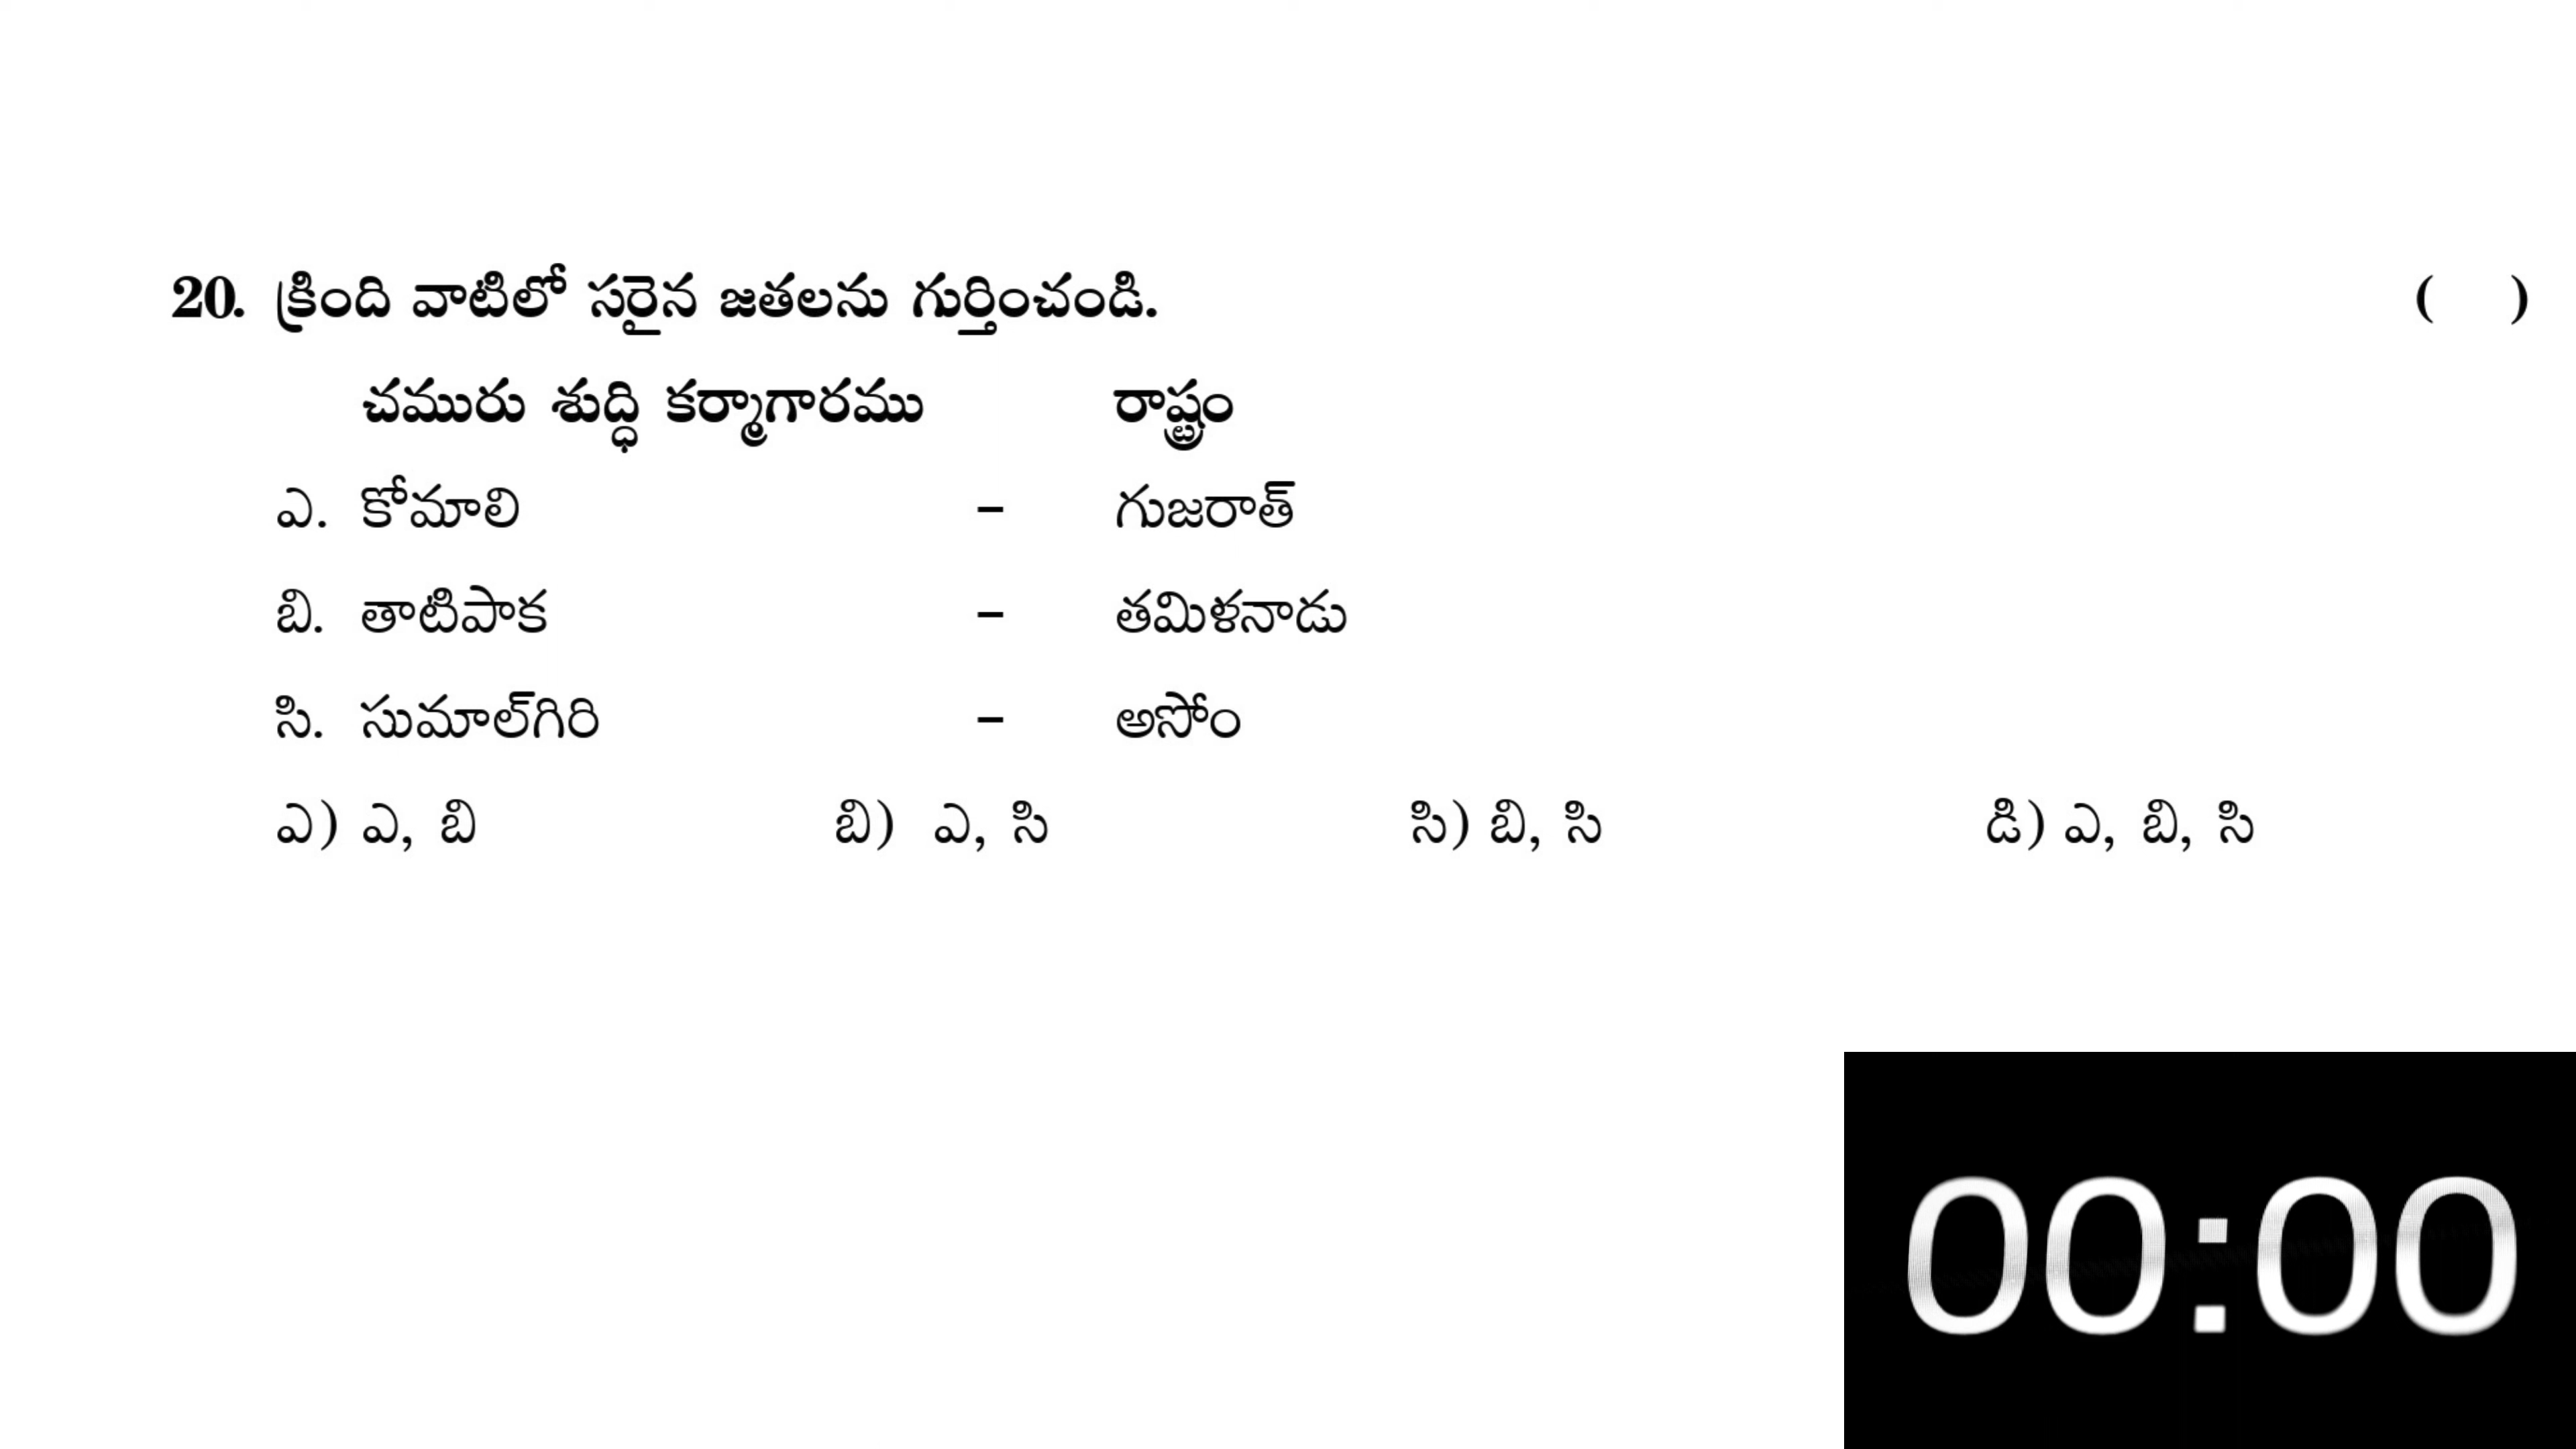 20. క్రింది వాటిలో సరైన జతలను గుర్తించండి. ( )
చమురు శుద్ధి కర్మాగారము రాష్ట్రం
ఎ. కోమాలి – గుజరాత్
బి. తాటిపాక – తమిళనాడు
సి. సుమాల్‌గిరి – అసోం
ఎ) ఎ, బి బి) ఎ, సి సి) బి, సి డి) ఎ, బి, సి
00:00